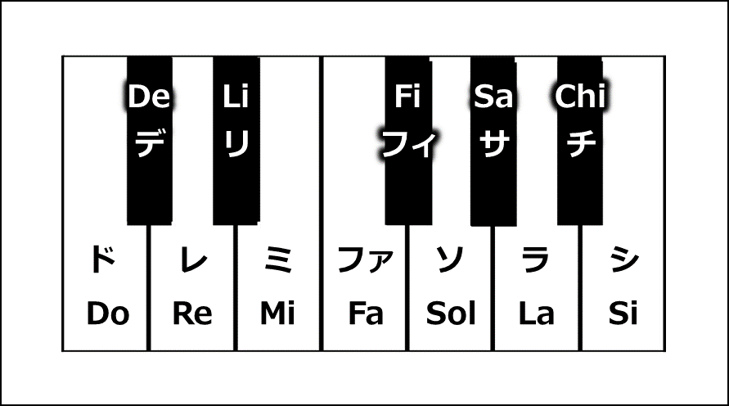 De Li Fi Sa Chi
デ リ フィ サ チ
ド レ ミ ファ ソ ラ シ
Do Re Mi Fa Sol La Si